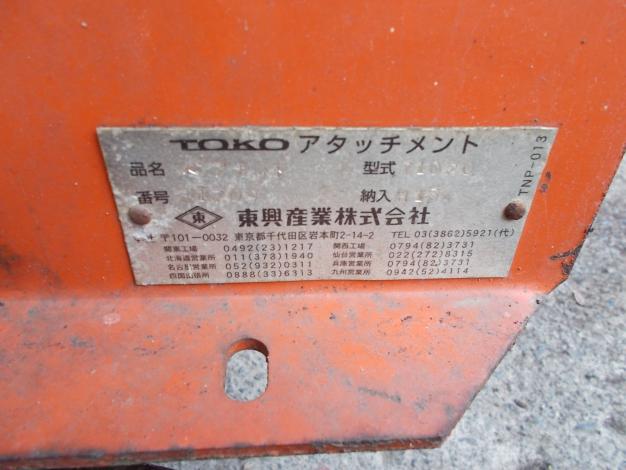 TOKO アタッチメント
品名 型式
番号 納入
東 東興産業株式会社
〒101-0032 東京都千代田区岩本町2-14-2 TEL 03(3862)5921(代)
関東工場 0492(23)1217 関西工場 0794(82)3731
北海道営業所 011(373)1940 仙台営業所 022(272)8315
名古屋営業所 052(932)0311 兵庫営業所 0794(82)3731
四国出張所 0888(33)6313 九州営業所 0942(52)4114
TNP-013